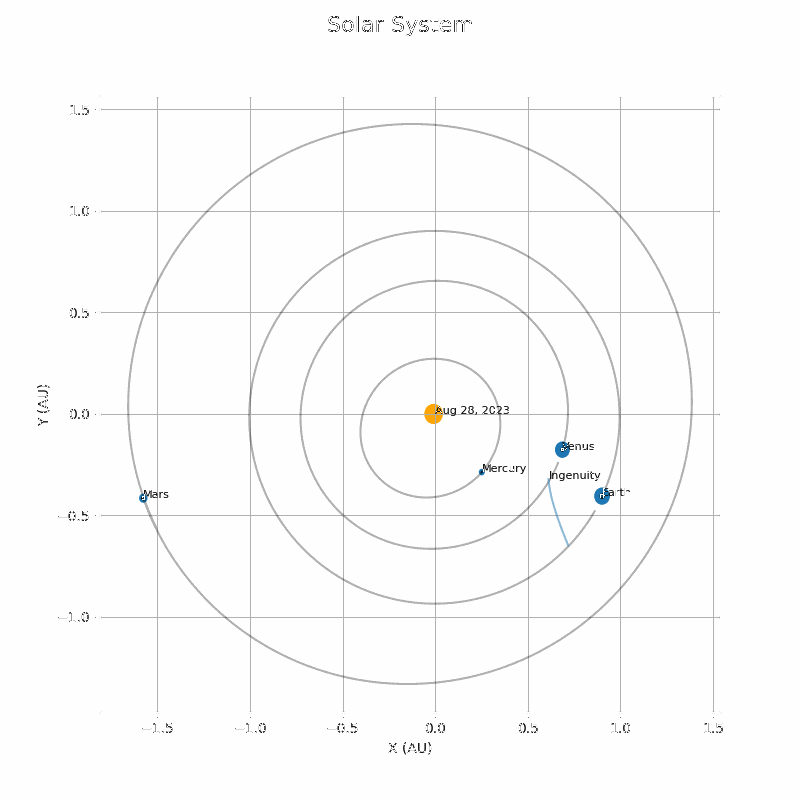 Solar System
1.5
1.0
0.5
0.0
−0.5
−1.0
Y (AU)
Aug 28, 2023
Venus
Mercury
Ingenuity
Earth
Mars
−1.5
−1.0
−0.5
0.0
0.5
1.0
1.5
X (AU)